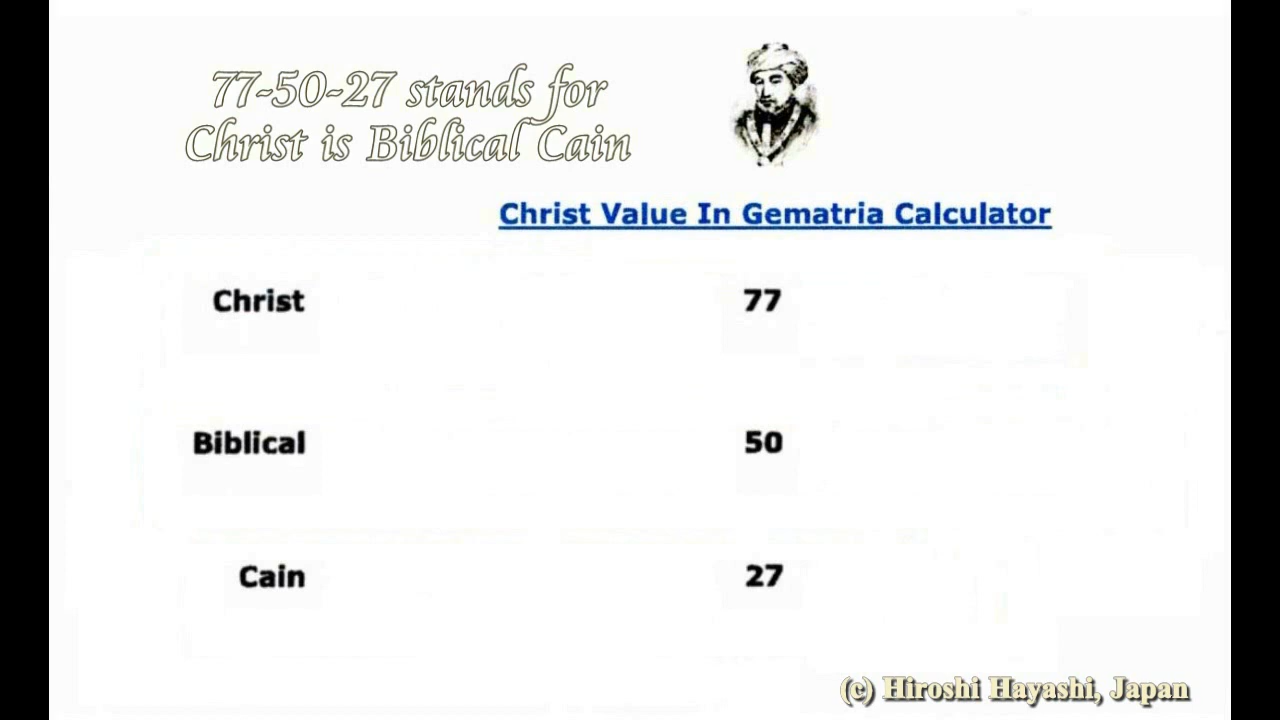 77-50-27 stands for
Christ is Biblical Cain
Christ Value In Gematria Calculator
Christ 77
Biblical 50
Cain 27
(c) Hiroshi Hayashi, Japan